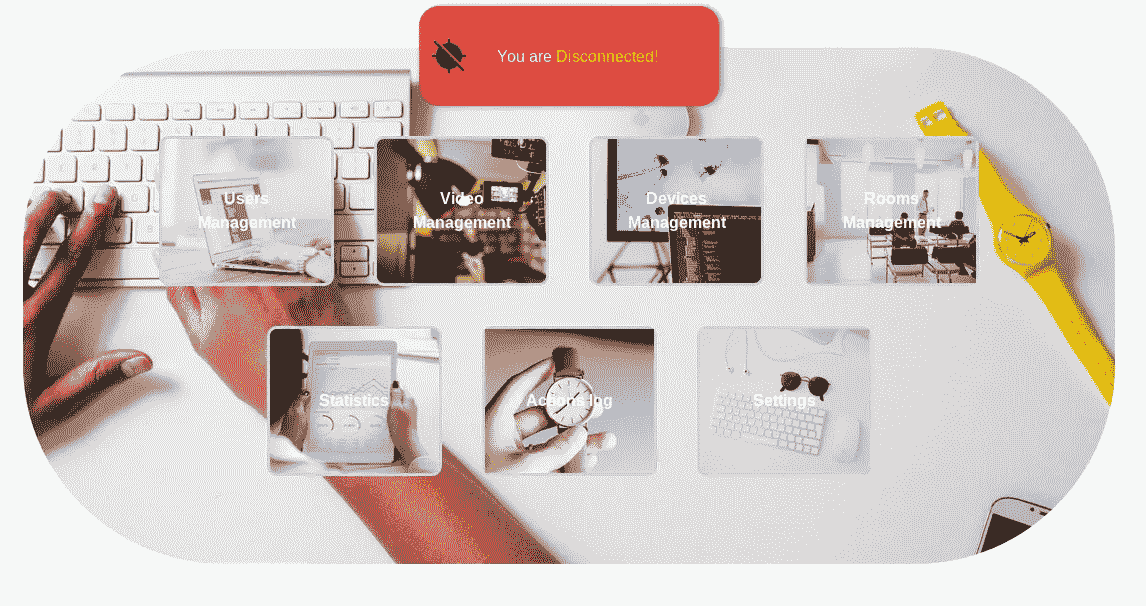 You are Disconnected!
Users
Management
Video
Management
Devices
Management
Rooms
Management
Statistics
Actions log
Settings